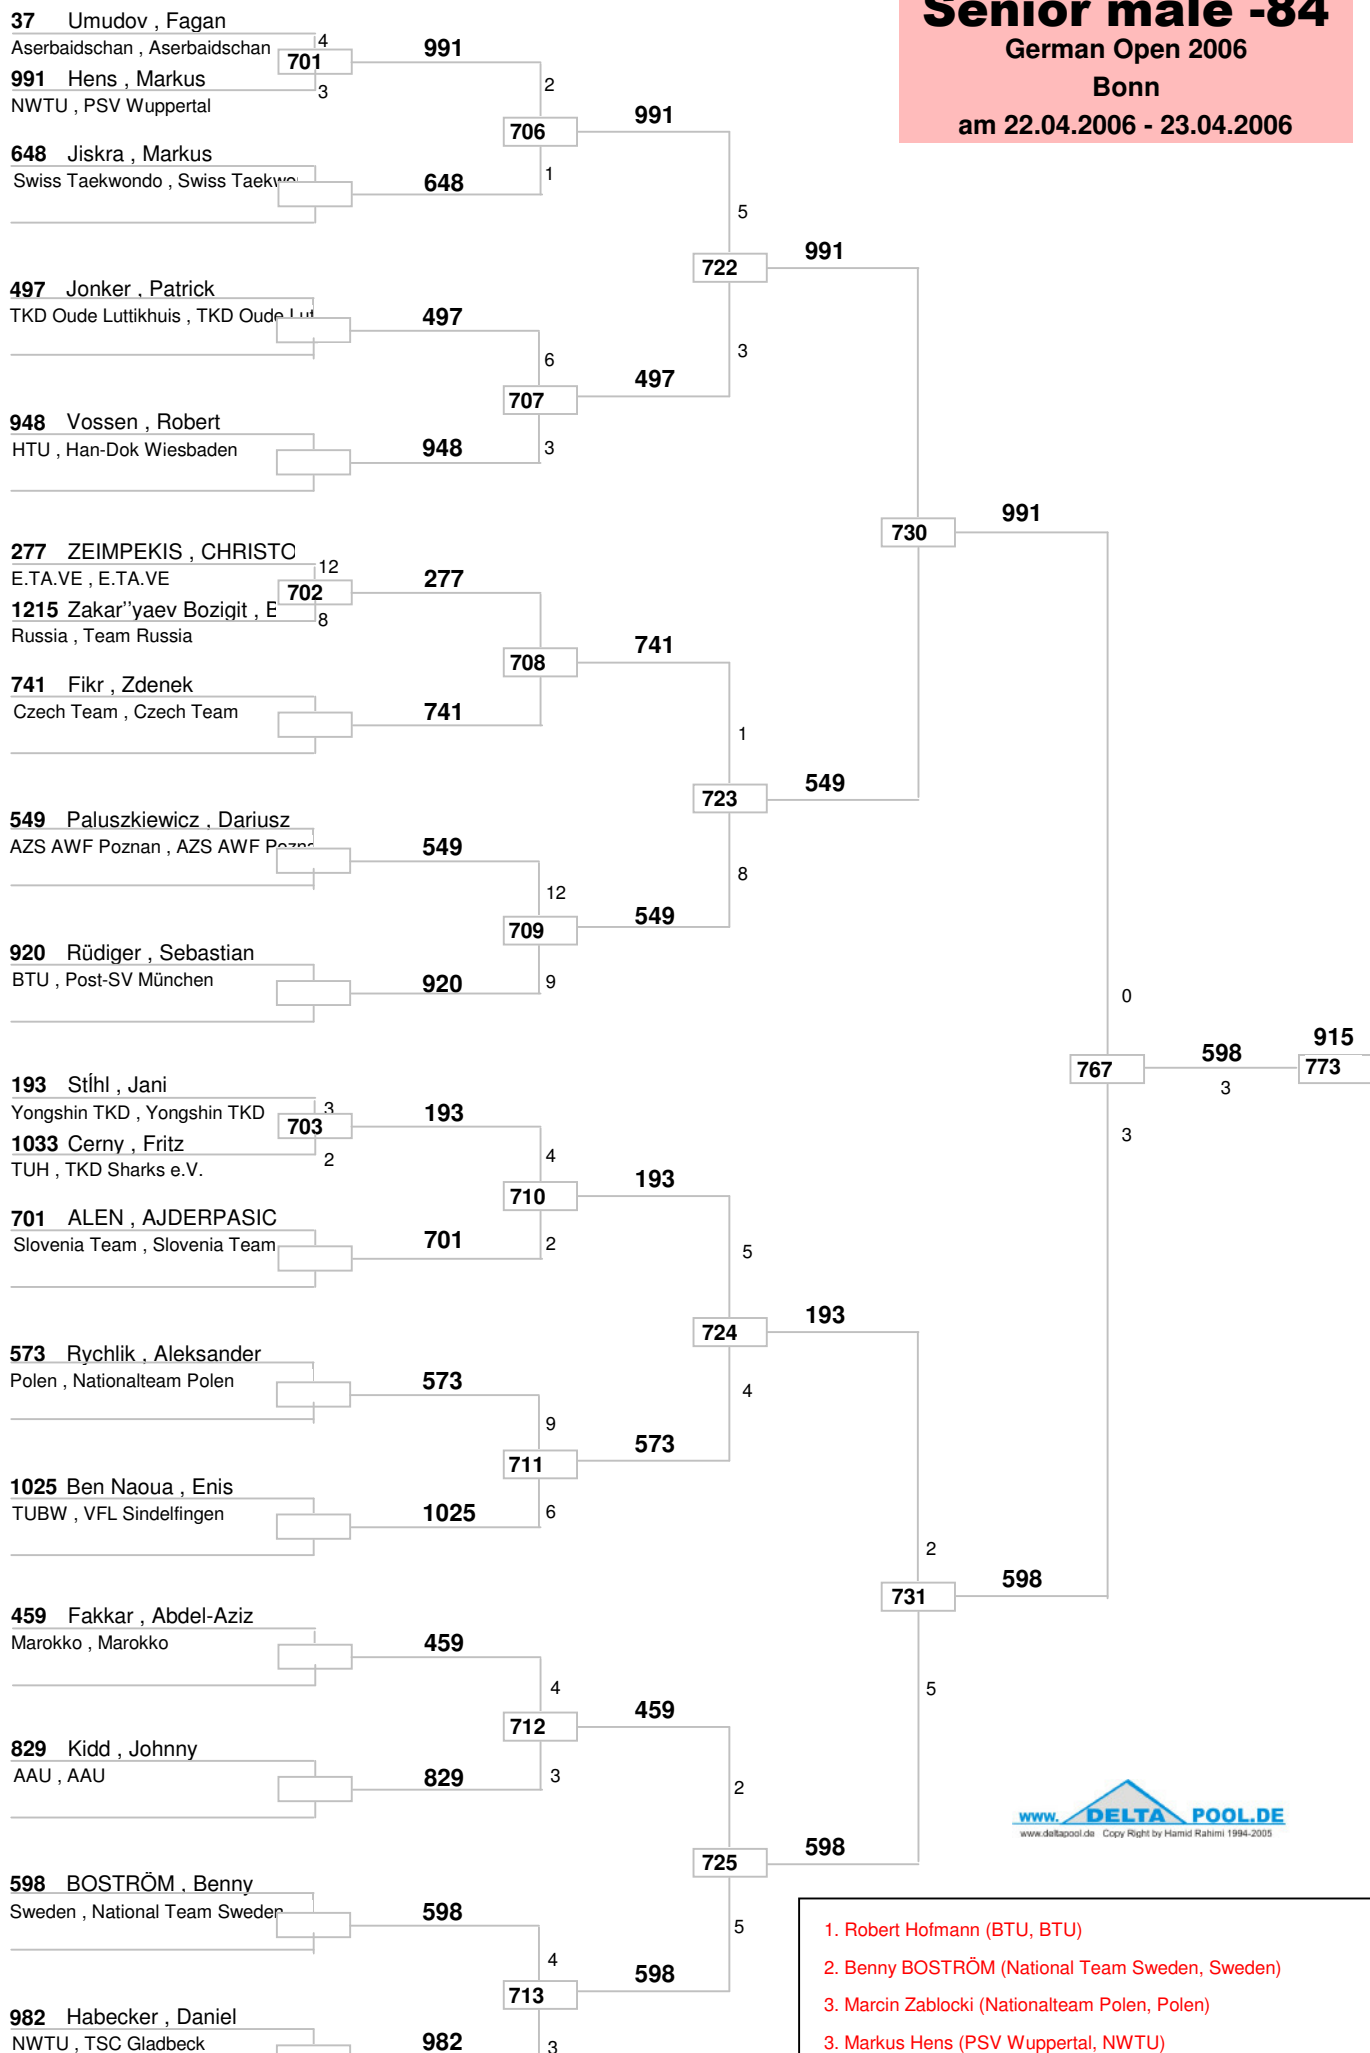 Senior male -84
German Open 2006
Bonn
am 22.04.2006 - 23.04.2006
37 Umudov , Fagan
Aserbaidschan , Aserbaidschan
4
701
991
991 Hens , Markus
3
NWTU , PSV Wuppertal
2
706
991
648 Jiskra , Markus
Swiss Taekwondo , Swiss
648
1
5
722
991
497 Jonker , Patrick
TKD Oude Luttikhuis , TKD Oude
497
6
3
707
497
948 Vossen , Robert
HTU , Han-Dok Wiesbaden
948
3
730
991
277 ZEIMPEKIS , CHRISTO
E.TA.VE , E.TA.VE
12
702
277
1215 Zakar''yaev Bozigit ,
8
Russia , Team Russia
708
741
741 Fikr , Zdenek
Czech Team , Czech Team
741
1
723
549
549 Paluszkiewicz , Dariusz
AZS AWF Poznan , AZS AWF
549
12
8
709
549
920 Rüdiger , Sebastian
BTU , Post-SV München
920
9
0
767
598
3
915
773
193 Stĺhl , Jani
Yongshin TKD , Yongshin TKD
3
703
193
1033 Cerny , Fritz
2
TUH , TKD Sharks e.V.
3
4
710
193
701 ALEN , AJDERPASIC
Slovenia Team , Slovenia Team
701
2
5
724
193
573 Rychlik , Aleksander
Polen , Nationalteam Polen
573
4
9
711
573
1025 Ben Naoua , Enis
TUBW , VFL Sindelfingen
1025
6
2
731
598
459 Fakkar , Abdel-Aziz
Marokko , Marokko
459
4
5
712
459
829 Kidd , Johnny
AAU , AAU
829
3
2
725
598
598 BOSTRÖM , Benny
Sweden , National Team Sweden
598
5
4
713
598
982 Habecker , Daniel
NWTU , TSC Gladbeck
982
3
www. DELTA POOL.DE
www.deltapool.de Copy Right by Hamid Rahimi 1994-2005
1. Robert Hofmann (BTU, BTU)
2. Benny BOSTRÖM (National Team Sweden, Sweden)
3. Marcin Zablocki (Nationalteam Polen, Polen)
3. Markus Hens (PSV Wuppertal, NWTU)